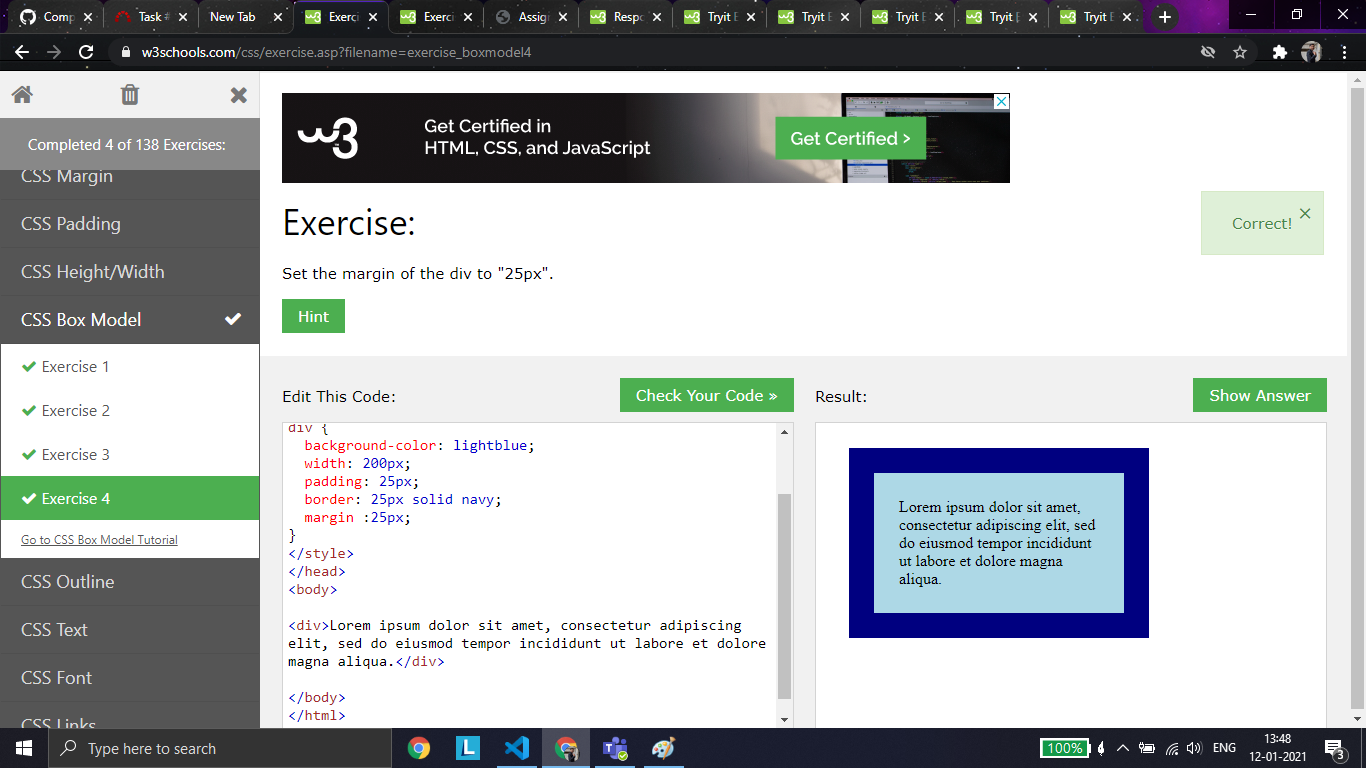 Comp
Task #
New Tab
Exerci
Exerci
Assig
Respo
Tryit E
Tryit E
Tryit E
Tryit E
Tryit E
w3schools.com/css/exercise.asp?filename=exercise_boxmodel4
Completed 4 of 138 Exercises:
CSS Margin
CSS Padding
CSS Height/Width
CSS Box Model
Exercise 1
Exercise 2
Exercise 3
Exercise 4
Go to CSS Box Model Tutorial
CSS Outline
CSS Text
CSS Font
CSS Links
w3
Get Certified in
HTML, CSS, and JavaScript
Get Certified >
Exercise:
Correct!
Set the margin of the div to "25px".
Hint
Edit This Code:
Check Your Code »
Result:
Show Answer
div {
background-color: lightblue;
width: 200px;
padding: 25px;
border: 25px solid navy;
margin :25px;
}
</style>
</head>
<body>
<div>Lorem ipsum dolor sit amet, consectetur adipiscing
elit, sed do eiusmod tempor incididunt ut labore et dolore
magna aliqua.</div>
</body>
</html>
Lorem ipsum dolor sit amet,
consectetur adipiscing elit, sed
do eiusmod tempor incididunt
ut labore et dolore magna
aliqua.
Type here to search
L
100%
ENG
13:48
12-01-2021
3